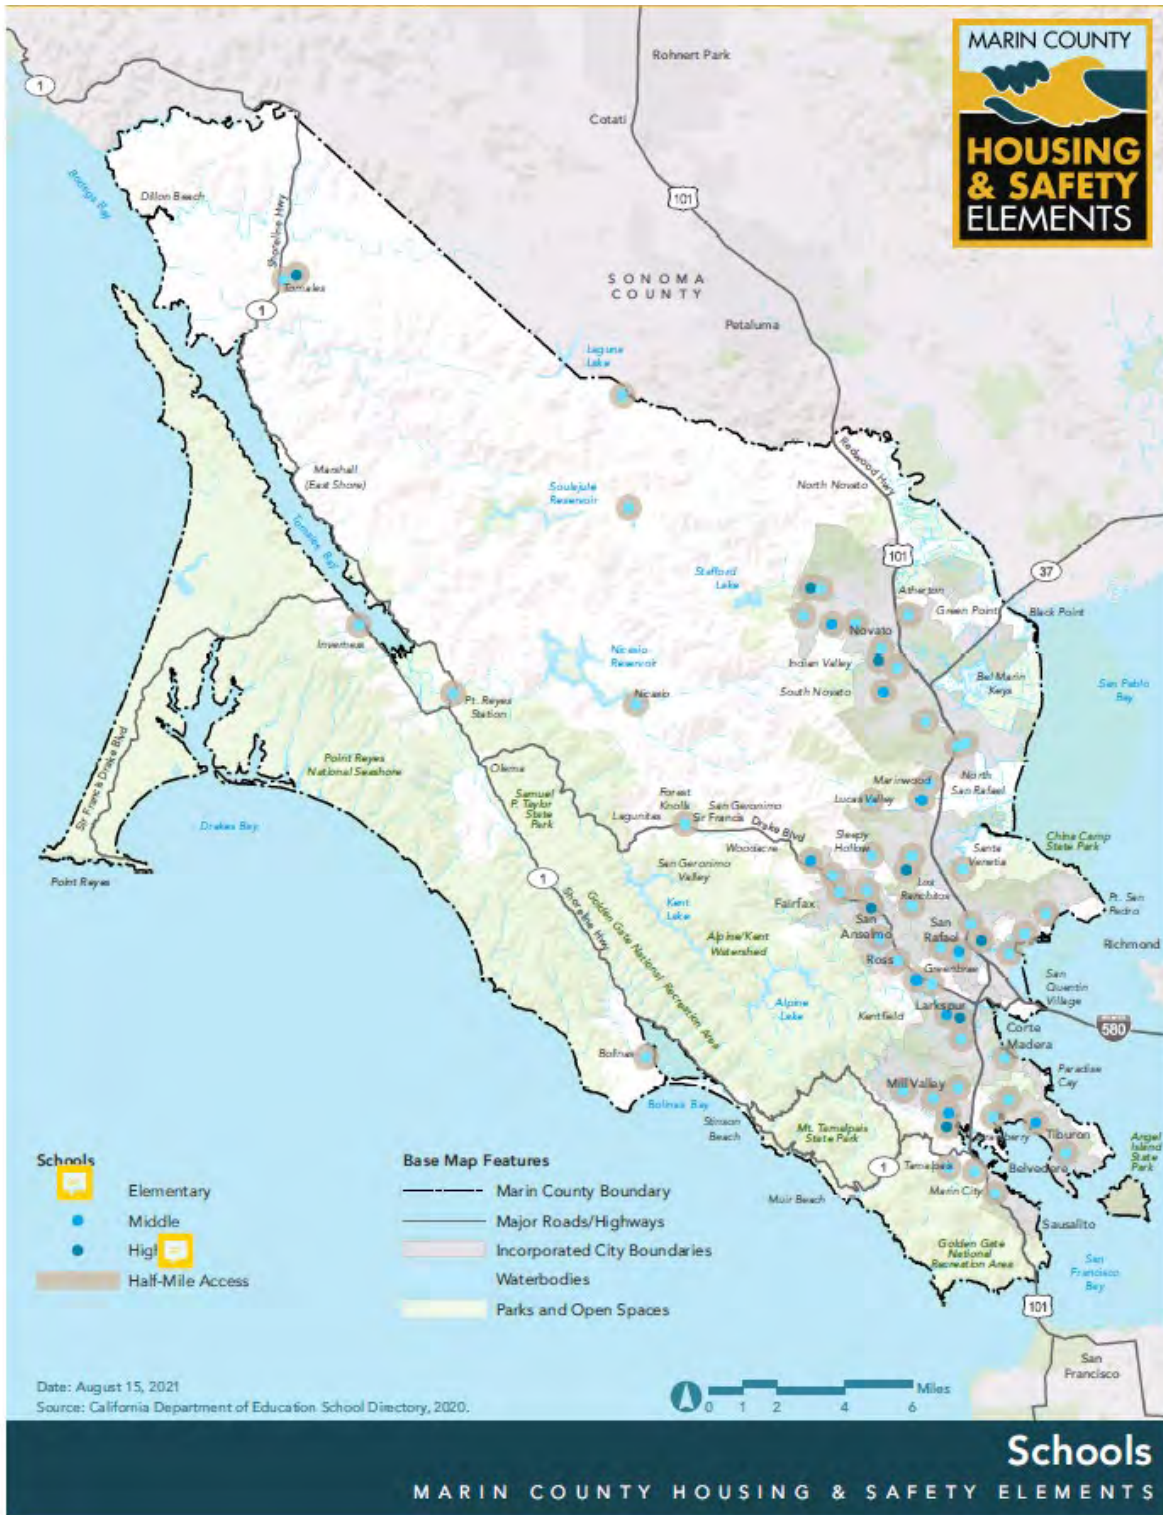 MARIN COUNTY
HOUSING
& SAFETY
ELEMENTS
Rohnert Park
Cotati
1
101
Bodega Bay
Dillon Beach
Shoreline Hwy
Tomales
1
SONOMA
COUNTY
Petaluma
Laguna
Lake
Redwood Hwy
Marshall
(East Shore)
Soulejule
Reservoir
North Novato
Tomales Bay
101
37
Stafford
Lake
Atherton
Green Point
Black Point
Novato
Inverness
Nicasio
Reservoir
Indian Valley
Bel Marin
Keys
San Pablo
Bay
South Novato
Nicasio
Pt. Reyes
Station
Sir Francis Drake Blvd
Point Reyes
National Seashore
Olema
Marinwood
North
San Rafael
Samuel
P. Taylor
State
Park
Forest
Knolls
San Geronimo
Lucas Valley
Lagunitas
Sir Francis
Drake Blvd
Drakes Bay
Sleepy
Hollow
China Camp
State Park
Woodacre
Santa
Venetia
San Geronimo
Valley
Point Reyes
1
Los
Ranchitos
Kent
Lake
Fairfax
Pt. San
Pedro
Shoreline Hwy
Golden Gate National Recreation Area
San
Anselmo
San
Rafael
Alpine/Kent
Watershed
Richmond
Ross
Greenbrae
San
Quentin
Village
Alpine
Lake
Kentfield
Larkspur
580
Corte
Madera
Bolinas
Paradise
Cay
Mill Valley
Bolinas Bay
Stinson
Beach
Mt. Tamalpais
State Park
Tiburon
Angel
Island
State
Park
1
Tamalpais
Belvedere
Marin City
Muir Beach
Sausalito
Golden Gate
National
Recreation Area
San
Francisco
Bay
101
San
Francisco
Schools
Elementary
Middle
Half-Mile Access
Base Map Features
Marin County Boundary
Major Roads/Highways
Incorporated City Boundaries
Waterbodies
Parks and Open Spaces
Date: August 15, 2021
Source: California Department of Education School Directory, 2020.
0 1 2 4 6 Miles
Schools
MARIN COUNTY HOUSING & SAFETY ELEMENTS